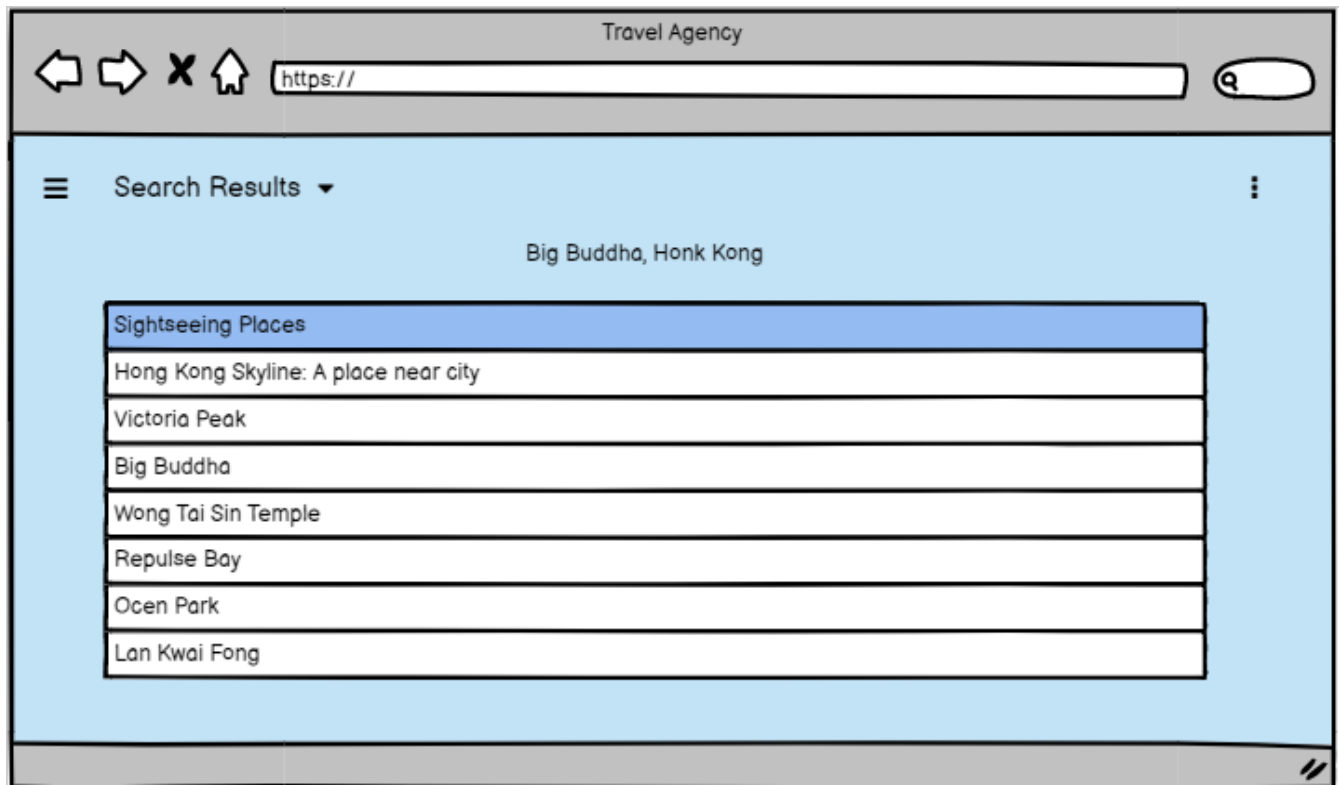 Travel Agency
https://
Search Results
Big Buddha, Honk Kong
Sightseeing Places
Hong Kong Skyline: A place near city
Victoria Peak
Big Buddha
Wong Tai Sin Temple
Repulse Bay
Ocen Park
Lan Kwai Fong